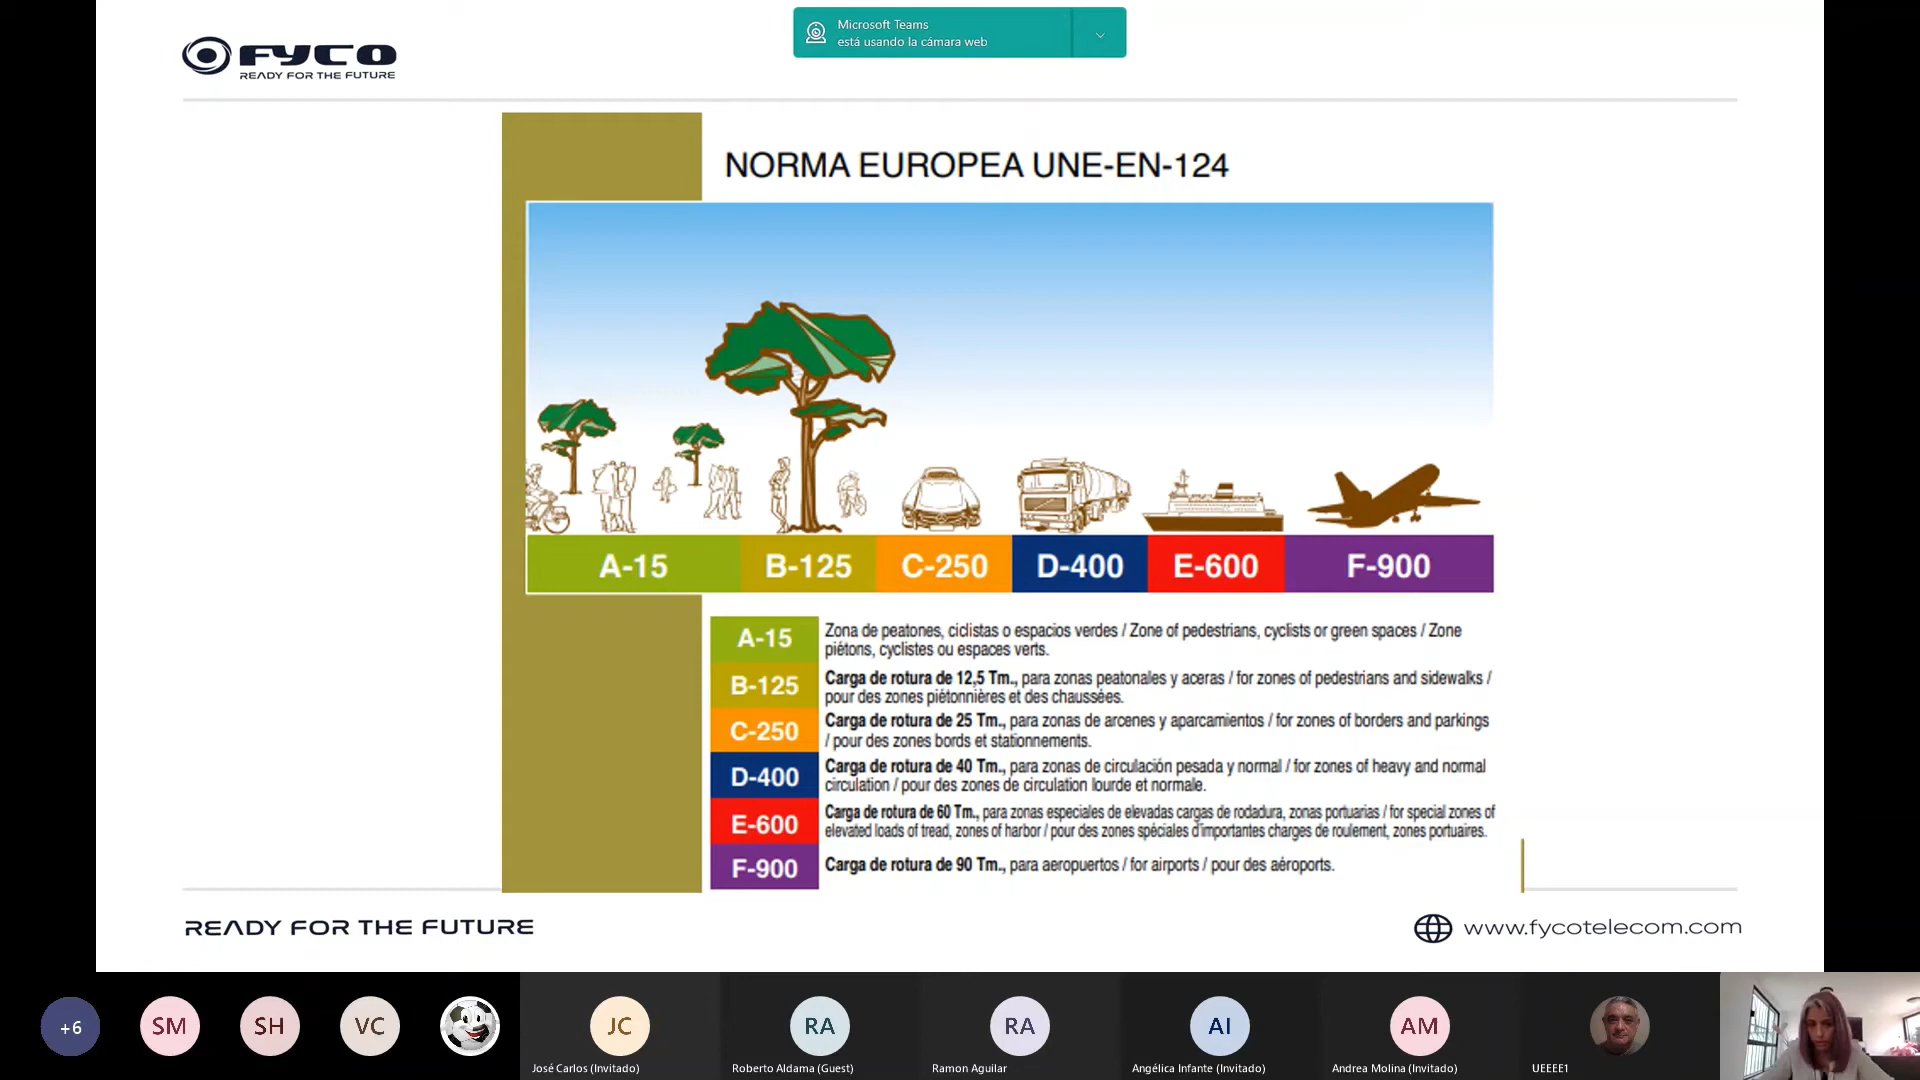 Microsoft Teams
está usando la cámara web
FYCO
READY FOR THE FUTURE
NORMA EUROPEA UNE-EN-124
A-15 B-125 C-250 D-400 E-600 F-900
A-15 Zona de peatones, ciclistas o espacios verdes / Zone of pedestrians, cyclists or green spaces / Zone
piétons, cyclistes ou espaces verts.
B-125 Carga de rotura de 12,5 Tm., para zonas peatonales y aceras / for zones of pedestrians and sidewalks /
pour des zones piétonnières et des chaussées.
C-250 Carga de rotura de 25 Tm., para zonas de arcenes y aparcamientos / for zones of borders and parkings
/ pour des zones bords et stationnements.
D-400 Carga de rotura de 40 Tm., para zonas de circulación pesada y normal / for zones of heavy and normal
circulation / pour des zones de circulation lourde et normale.
E-600 Carga de rotura de 60 Tm., para zonas especiales de elevadas cargas de rodadura, zonas portuarias / for special zones of
elevated loads of tread, zones of harbor / pour des zones spéciales d'importantes charges de roulement, zones portuaires.
F-900 Carga de rotura de 90 Tm., para aeropuertos / for airports / pour des aéroports.
READY FOR THE FUTURE
www.fycotelecom.com
+6 SM SH VC JC RA RA AI AM
José Carlos (Invitado) Roberto Aldama (Guest) Ramon Aguilar Angélica Infante (Invitado) Andrea Molina (Invitado) UEEEE1